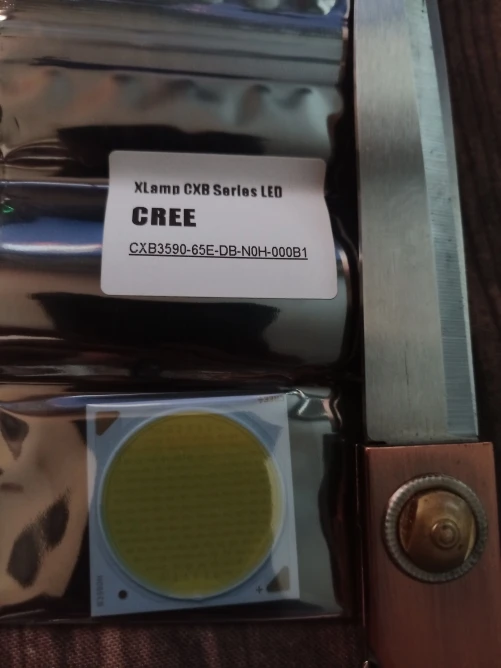 XLamp CXB Series LED
CREE
CXB3590-65E-DB-N0H-000B1
+